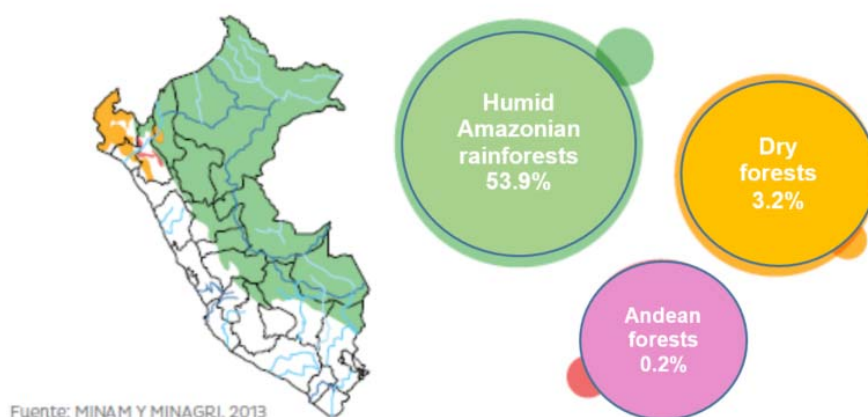 Humid
Amazonian
rainforests
53.9%
Dry
forests
3.2%
Andean
forests
0.2%
Fuente: MINAM Y MINAGRI, 2013